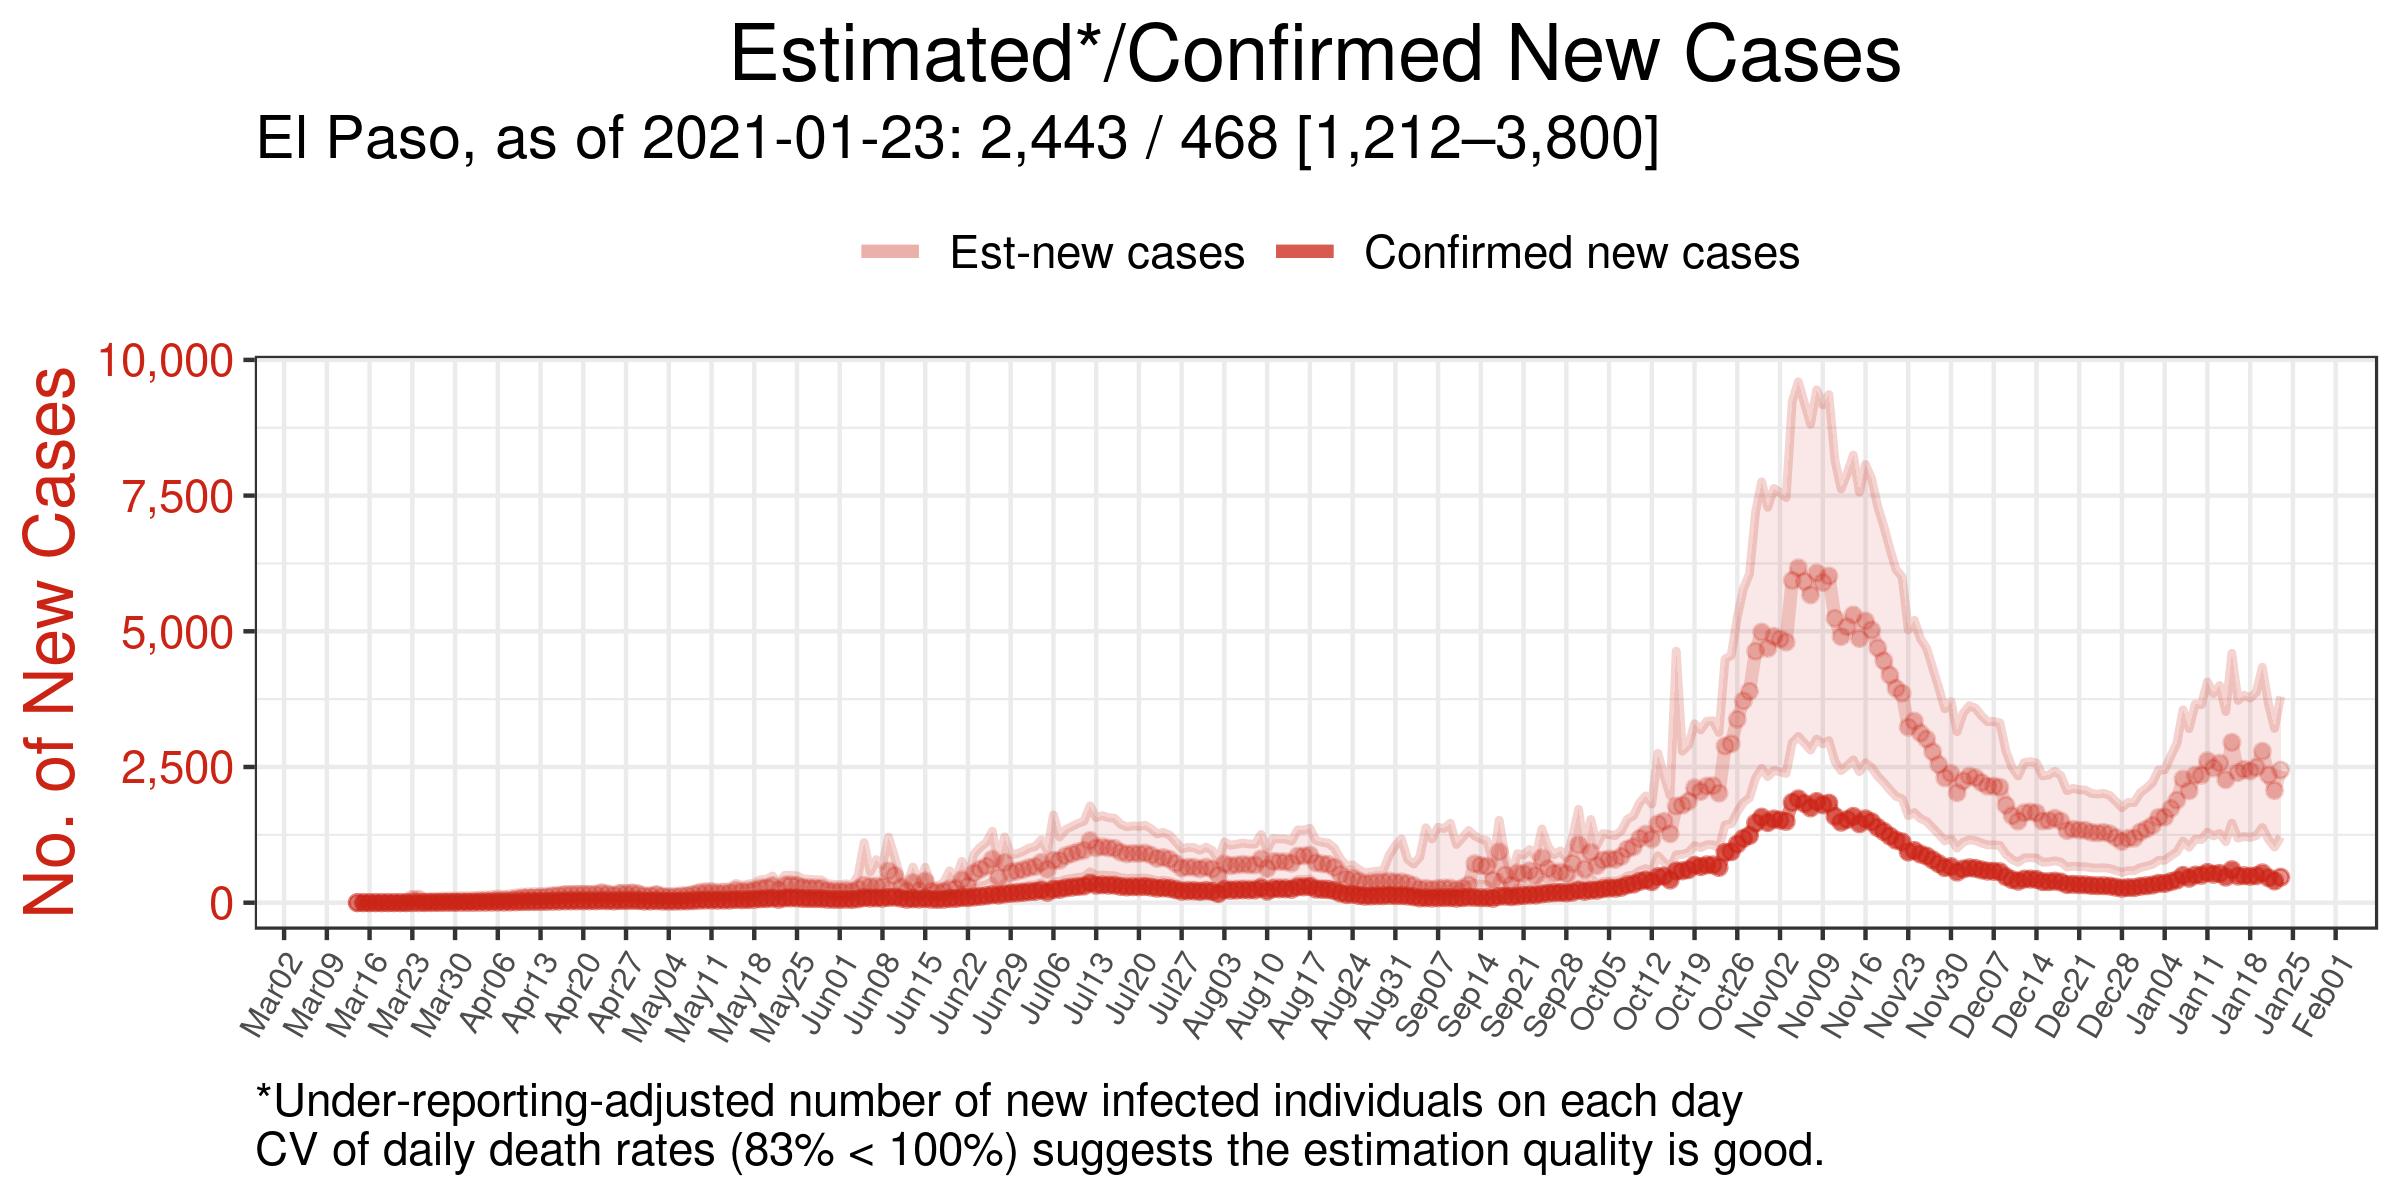 Estimated*/Confirmed New Cases
El Paso, as of 2021-01-23: 2,443 / 468 [1,212–3,800]
Est-new cases Confirmed new cases
No. of New Cases
10,000
7,500
5,000
2,500
0
Mar02 Mar09 Mar16 Mar23 Mar30 Apr06 Apr13 Apr20 Apr27 May04 May11 May18 May25 Jun01 Jun08 Jun15 Jun22 Jun29 Jul06 Jul13 Jul20 Jul27 Aug03 Aug10 Aug17 Aug24 Aug31 Sep07 Sep14 Sep21 Sep28 Oct05 Oct12 Oct19 Oct26 Nov02 Nov09 Nov16 Nov23 Nov30 Dec07 Dec14 Dec21 Dec28 Jan04 Jan11 Jan18 Jan25 Feb01
*Under-reporting-adjusted number of new infected individuals on each day
CV of daily death rates (83% < 100%) suggests the estimation quality is good.